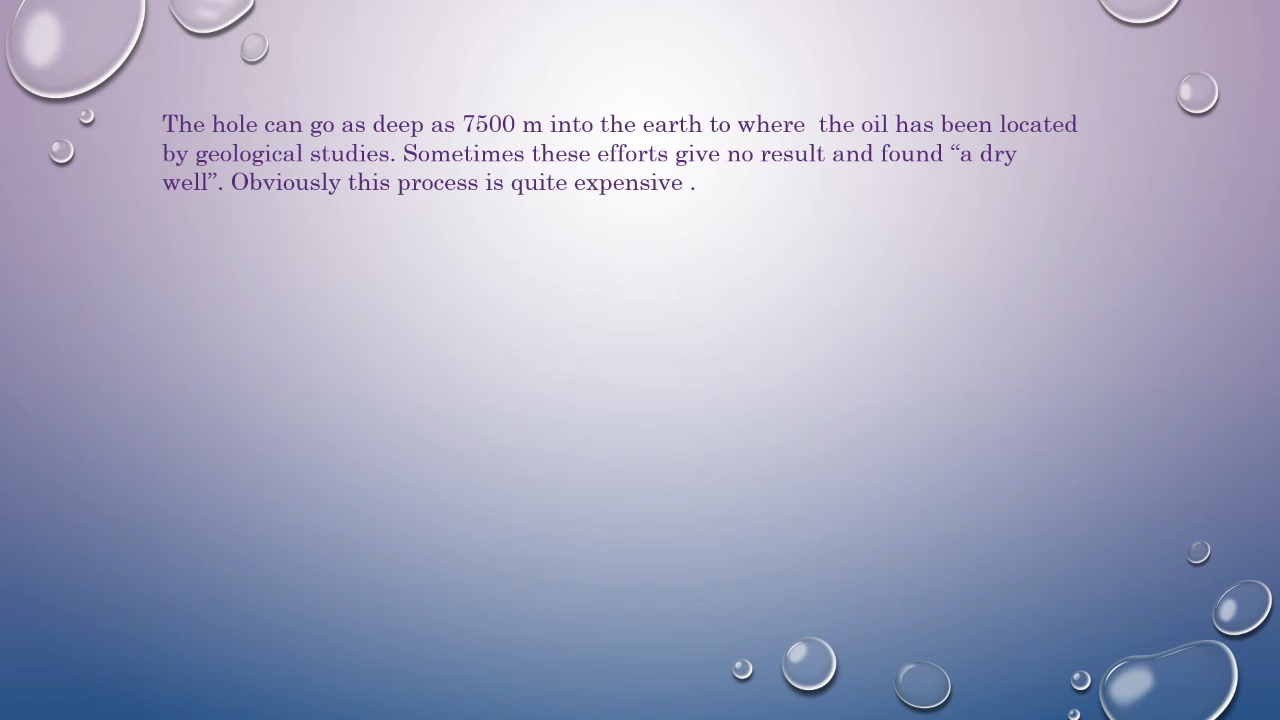 The hole can go as deep as 7500 m into the earth to where  the oil has been located
by geological studies. Sometimes these efforts give no result and found “a dry
well”. Obviously this process is quite expensive .